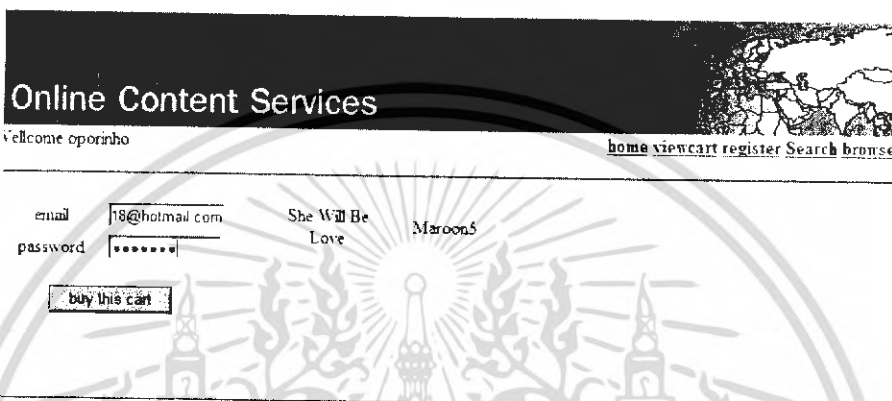 Online Content Services
Vellcome oporinho
home viewcart register Search browse
email 18@hotmail.com She Will Be Love Maroon5
password •••••••
buy this cart